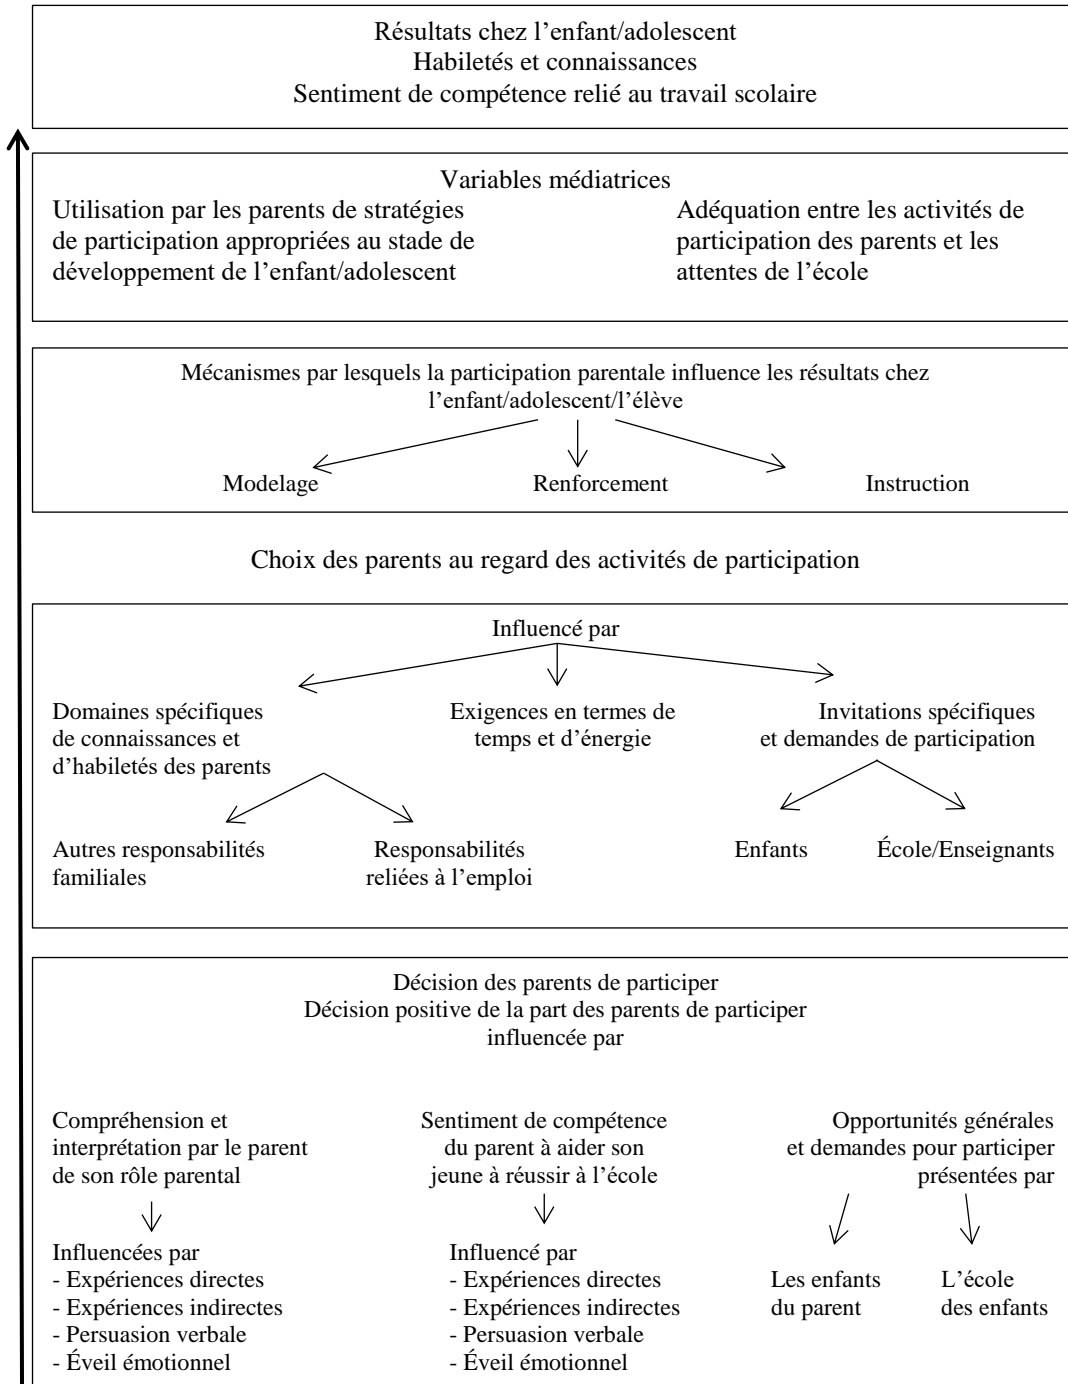 Résultats chez l'enfant/adolescent
Habiletés et connaissances
Sentiment de compétence relié au travail scolaire
Variables médiatrices
Utilisation par les parents de stratégies
de participation appropriées au stade de
développement de l'enfant/adolescent
Adéquation entre les activités de
participation des parents et les
attentes de l'école
Mécanismes par lesquels la participation parentale influence les résultats chez
l'enfant/adolescent/l'élève
Modelage
Renforcement
Instruction
Choix des parents au regard des activités de participation
Influencé par
Domaines spécifiques
de connaissances et
d'habiletés des parents
Exigences en termes de
temps et d'énergie
Invitations spécifiques
et demandes de participation
Autres responsabilités
familiales
Responsabilités
reliées à l'emploi
Enfants
École/Enseignants
Décision des parents de participer
Décision positive de la part des parents de participer
influencée par
Compréhension et
interprétation par le parent
de son rôle parental
Sentiment de compétence
du parent à aider son
jeune à réussir à l'école
Opportunités générales
et demandes pour participer
présentées par
Influencées par
- Expériences directes
- Expériences indirectes
- Persuasion verbale
- Éveil émotionnel
Influencé par
- Expériences directes
- Expériences indirectes
- Persuasion verbale
- Éveil émotionnel
Les enfants
du parent
L'école
des enfants